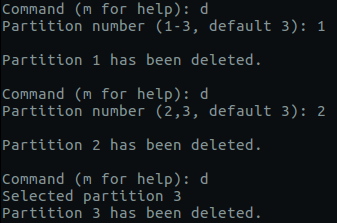 Command (m for help): d
Partition number (1-3, default 3): 1
Partition 1 has been deleted.
Command (m for help): d
Partition number (2,3, default 3): 2
Partition 2 has been deleted.
Command (m for help): d
Selected partition 3
Partition 3 has been deleted.